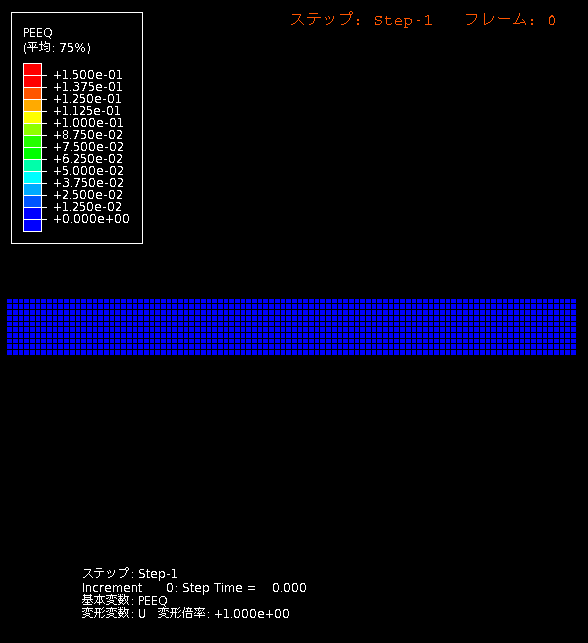 ステップ: Step-1 フレーム: 0
PEEQ
(平均: 75%)
+1.500e-01
+1.375e-01
+1.250e-01
+1.125e-01
+1.000e-01
+8.750e-02
+7.500e-02
+6.250e-02
+5.000e-02
+3.750e-02
+2.500e-02
+1.250e-02
+0.000e+00
ステップ: Step-1
Increment 0: Step Time = 0.000
基本変数: PEEQ
変形変数: U 変形倍率: +1.000e+00